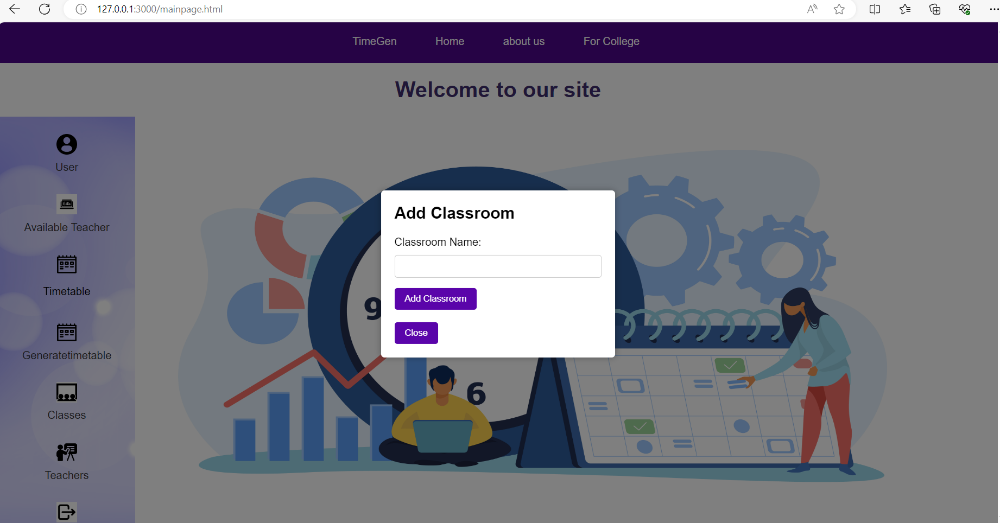 127.0.0.1:3000/mainpage.html
TimeGen Home about us For College
Welcome to our site
User
Available Teacher
Timetable
Generatetimetable
Classes
Teachers
Add Classroom
Classroom Name:
Add Classroom
Close
9
6